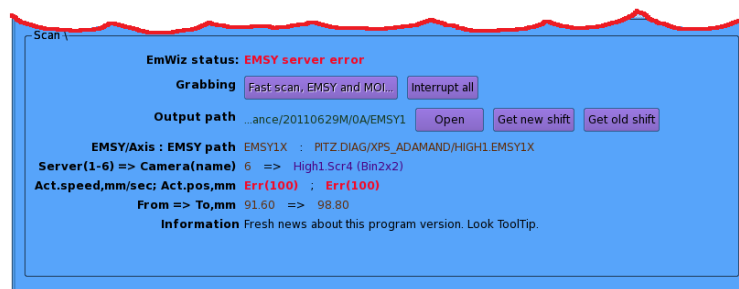 Scan \
EmWiz status: EMSY server error
Grabbing Fast scan, EMSY and MOI... Interrupt all
Output path ...ance/20110629M/0A/EMSY1 Open Get new shift Get old shift
EMSY/Axis : EMSY path EMSY1X : PITZ.DIAG/XPS_ADAMAND/HIGH1.EMSY1X
Server(1-6) => Camera(name) 6 => High1.Scr4 (Bin2x2)
Act.speed,mm/sec; Act.pos,mm Err(100) ; Err(100)
From => To,mm 91.60 => 98.80
Information Fresh news about this program version. Look ToolTip.